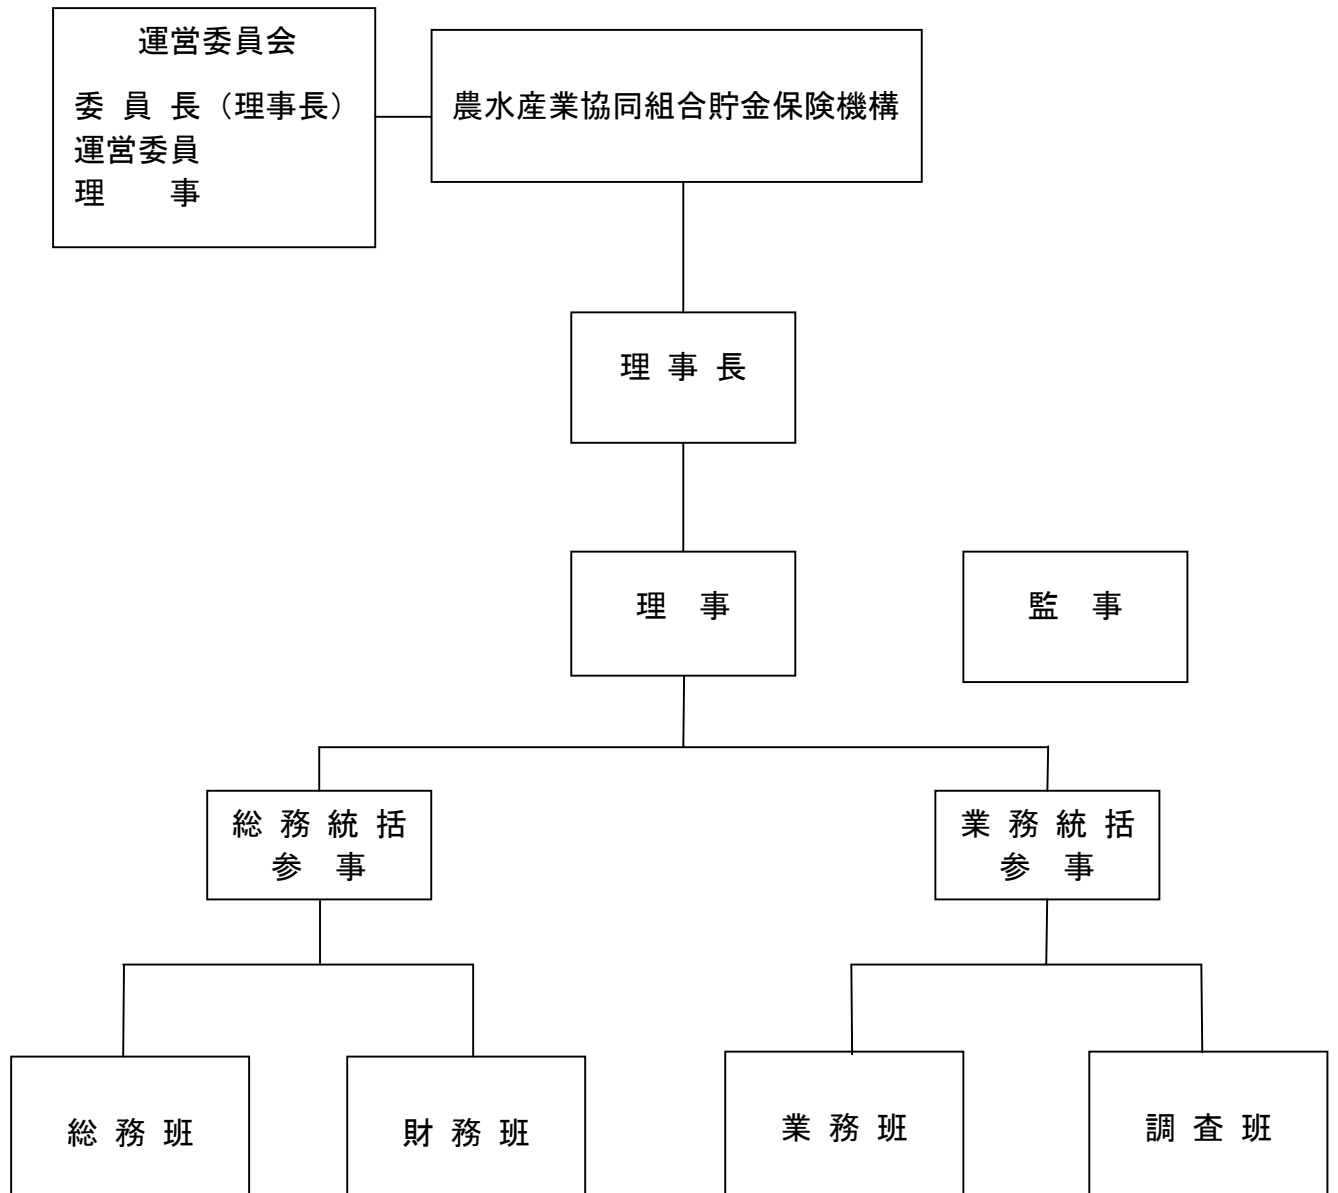 運営委員会
委 員 長（理事長）
運営委員
理　　事
農水産業協同組合貯金保険機構
理 事 長
理　事
監　事
総 務 統 括
参　事
業 務 統 括
参　事
総 務 班
財 務 班
業 務 班
調 査 班